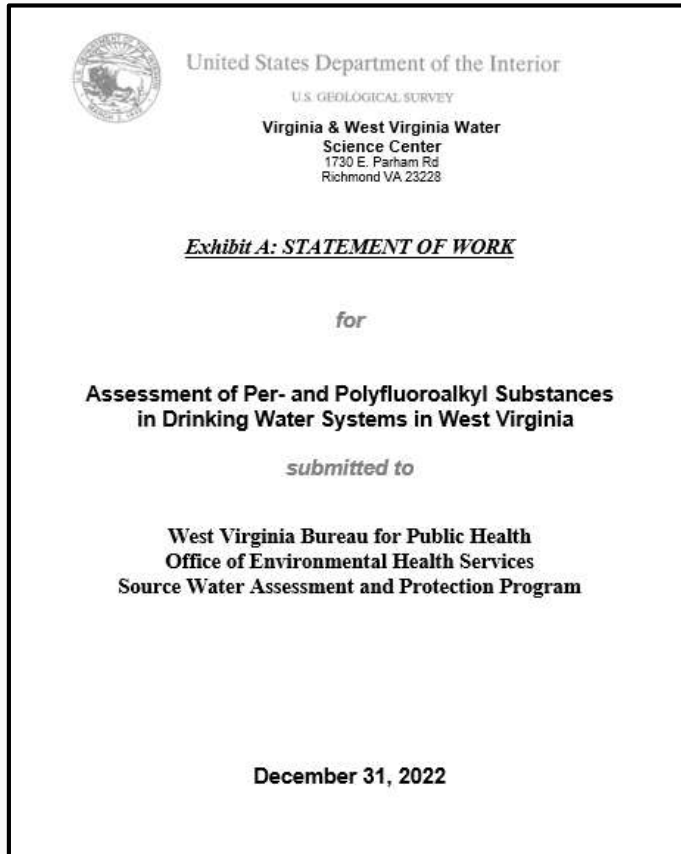 United States Department of the Interior
U.S. GEOLOGICAL SURVEY
Virginia & West Virginia Water
Science Center
1730 E. Parham Rd
Richmond VA 23228
Exhibit A: STATEMENT OF WORK
for
Assessment of Per- and Polyfluoroalkyl Substances
in Drinking Water Systems in West Virginia
submitted to
West Virginia Bureau for Public Health
Office of Environmental Health Services
Source Water Assessment and Protection Program
December 31, 2022